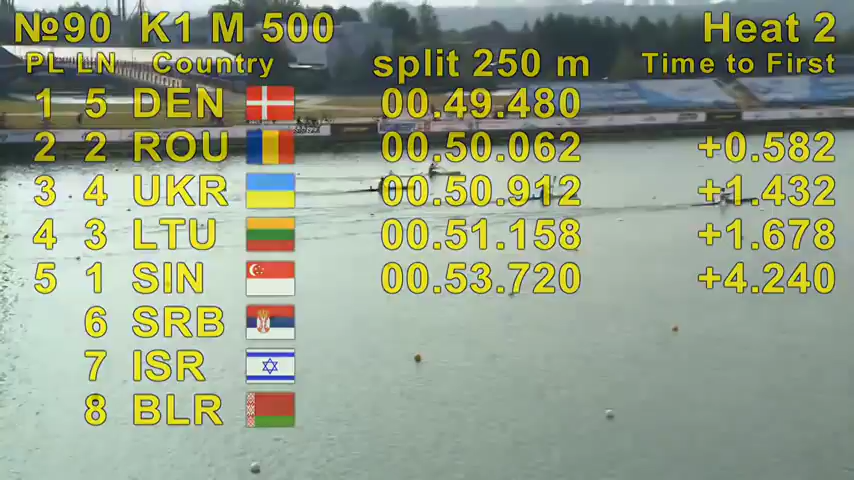 №90 K1 M 500 Heat 2
PL LN Country split 250 m Time to First
1 5 DEN 00.49.480
2 2 ROU 00.50.062 +0.582
3 4 UKR 00.50.912 +1.432
4 3 LTU 00.51.158 +1.678
5 1 SIN 00.53.720 +4.240
6 SRB
7 ISR
8 BLR